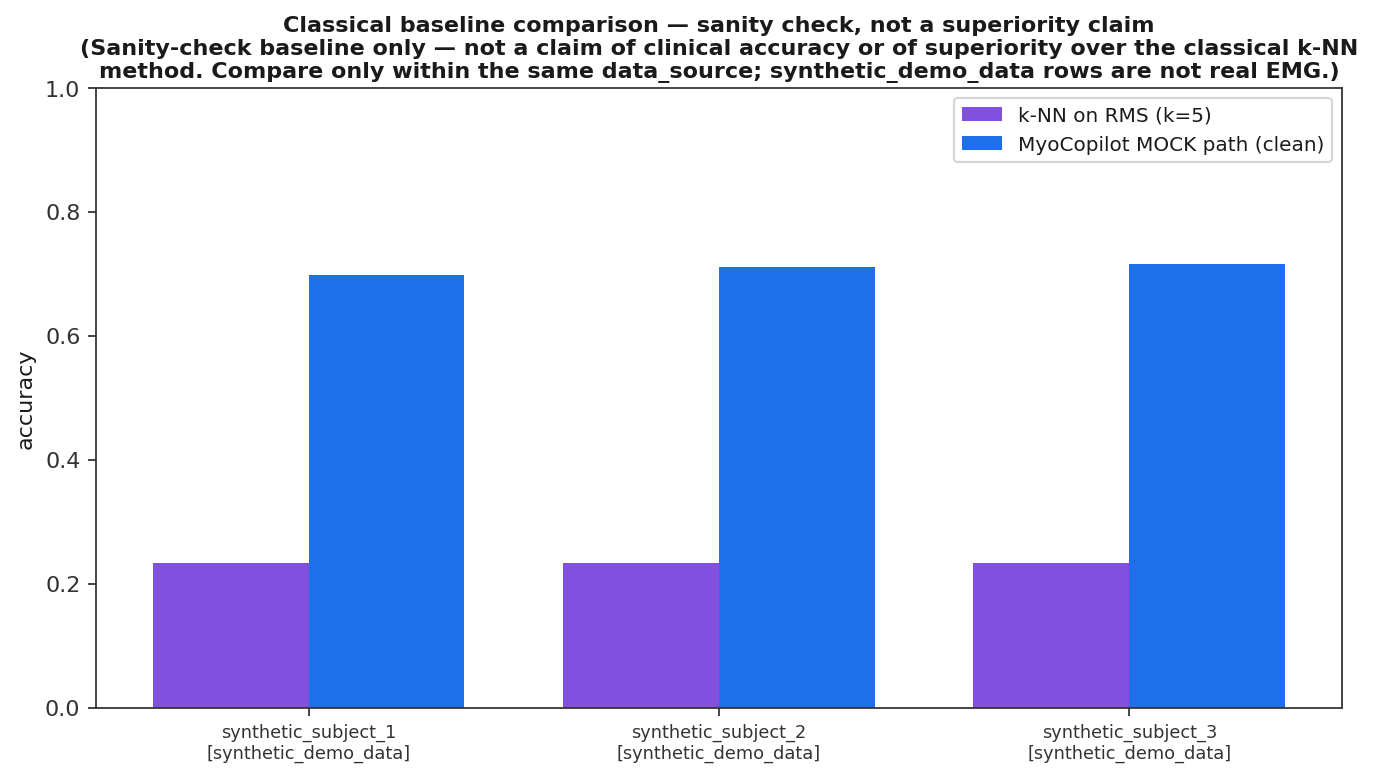 Classical baseline comparison — sanity check, not a superiority claim
(Sanity-check baseline only — not a claim of clinical accuracy or of superiority over the classical k-NN
method. Compare only within the same data_source; synthetic_demo_data rows are not real EMG.)
k-NN on RMS (k=5)
MyoCopilot MOCK path (clean)
accuracy
1.0
0.8
0.6
0.4
0.2
0.0
synthetic_subject_1
[synthetic_demo_data]
synthetic_subject_2
[synthetic_demo_data]
synthetic_subject_3
[synthetic_demo_data]